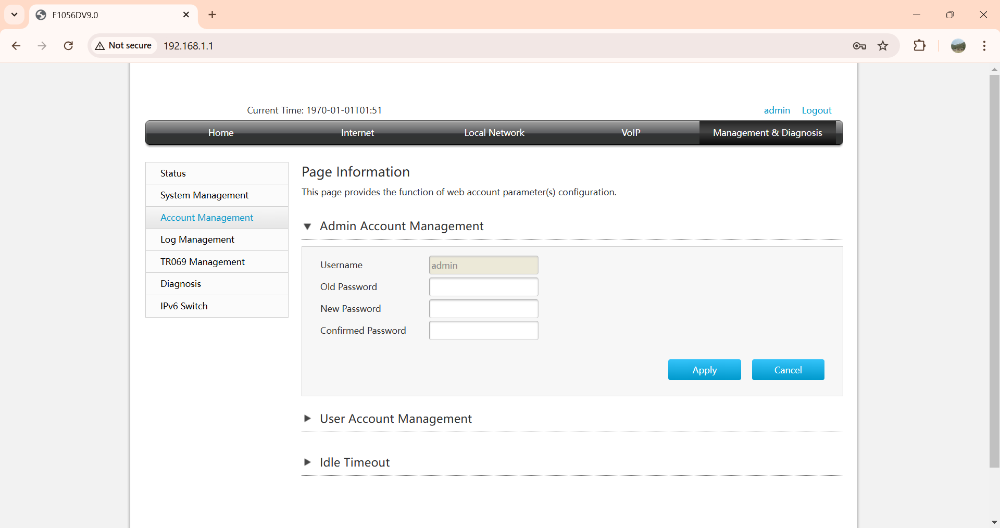 F1056DV9.0
Not secure
192.168.1.1
Current Time: 1970-01-01T01:51
admin Logout
Home Internet Local Network VoIP Management & Diagnosis
Status
System Management
Account Management
Log Management
TR069 Management
Diagnosis
IPv6 Switch
Page Information
This page provides the function of web account parameter(s) configuration.
Admin Account Management
Username admin
Old Password
New Password
Confirmed Password
Apply Cancel
User Account Management
Idle Timeout